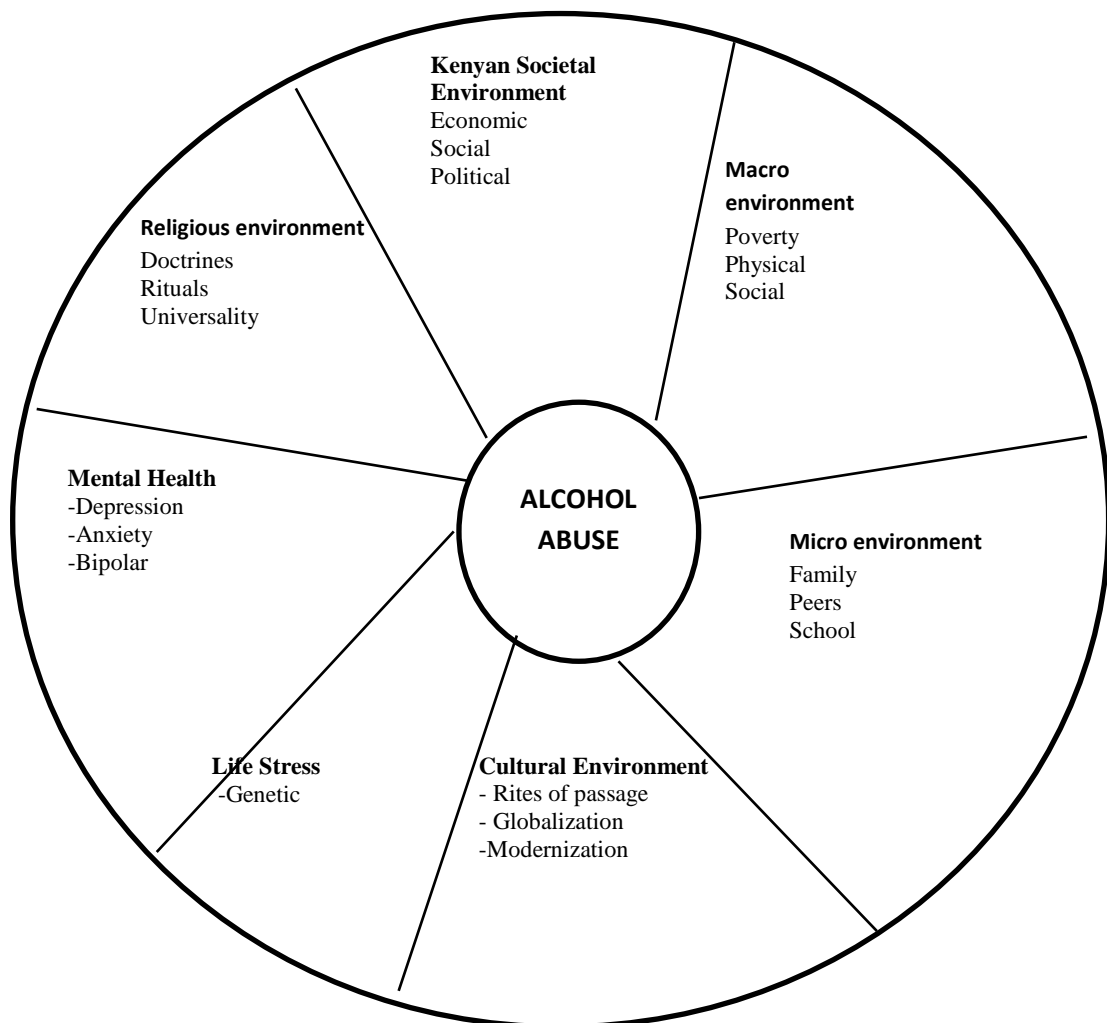 Kenyan Societal
Environment
Economic
Social
Political
Macro
environment
Poverty
Physical
Social
Religious environment
Doctrines
Rituals
Universality
ALCOHOL
ABUSE
Mental Health
-Depression
-Anxiety
-Bipolar
Micro environment
Family
Peers
School
Life Stress
-Genetic
Cultural Environment
- Rites of passage
- Globalization
-Modernization